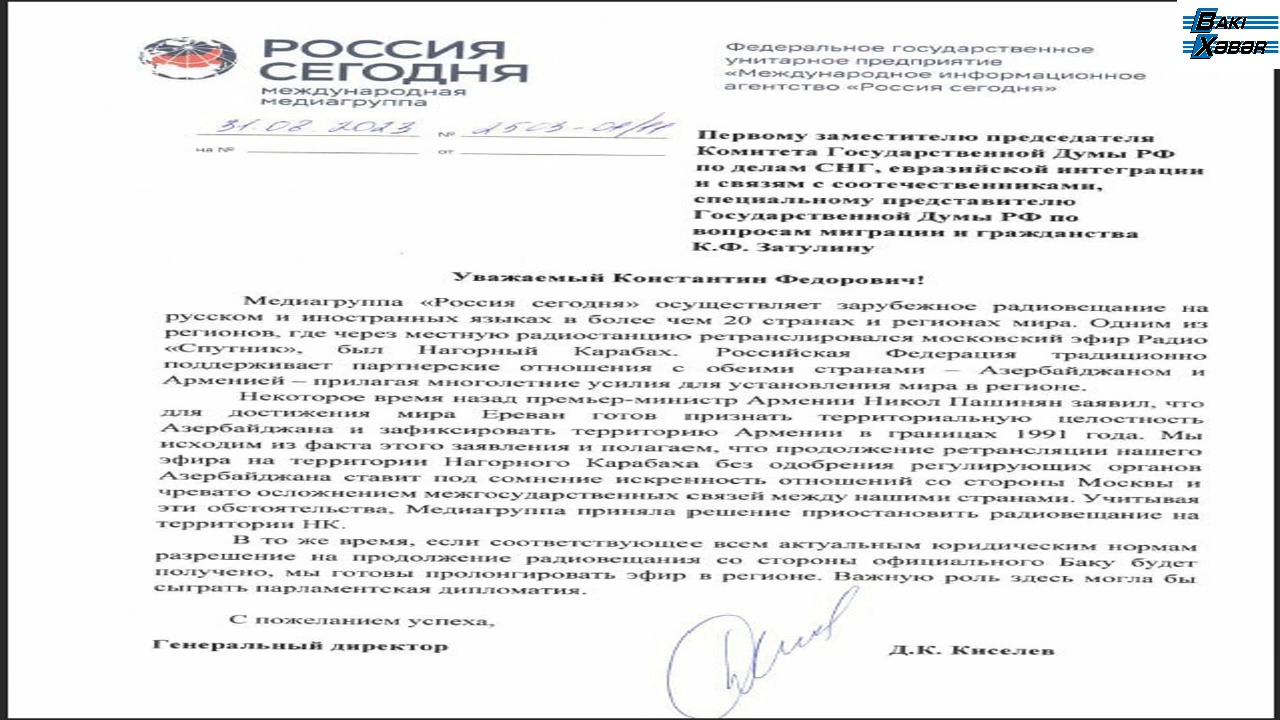 BAKI
XƏBƏR
РОССИЯ
СЕГОДНЯ
международная
медиагруппа
Федеральное государственное
унитарное предприятие
«Международное информационное
агентство «Россия сегодня»
31.08.2023 №
на № от
Первому заместителю председателя
Комитета Государственной Думы РФ
по делам СНГ, евразийской интеграции
и связям с соотечественниками,
специальному представителю
Государственной Думы РФ по
вопросам миграции и гражданства
К.Ф. Затулину
Уважаемый Константин Федорович!
Медиагруппа «Россия сегодня» осуществляет зарубежное радиовещание на
русском и иностранных языках в более чем 20 странах и регионах мира. Одним из
регионов, где через местную радиостанцию ретранслировался московский эфир Радио
«Спутник», был Нагорный Карабах. Российская Федерация традиционно
поддерживает партнерские отношения с обеими странами – Азербайджаном и
Арменией – прилагая многолетние усилия для установления мира в регионе.
Некоторое время назад премьер-министр Армении Никол Пашинян заявил, что
для достижения мира Ереван готов признать территориальную целостность
Азербайджана и зафиксировать территорию Армении в границах 1991 года. Мы
исходим из факта этого заявления и полагаем, что продолжение ретрансляции нашего
эфира на территории Нагорного Карабаха без одобрения регулирующих органов
Азербайджана ставит под сомнение искренность отношений со стороны Москвы и
чревато осложнением межгосударственных связей между нашими странами. Учитывая
эти обстоятельства, Медиагруппа приняла решение приостановить радиовещание на
территории НК.
В то же время, если соответствующее всем актуальным юридическим нормам
разрешение на продолжение радиовещания со стороны официального Баку будет
получено, мы готовы пролонгировать эфир в регионе. Важную роль здесь могла бы
сыграть парламентская дипломатия.
С пожеланием успеха,
Генеральный директор Д.К. Киселев